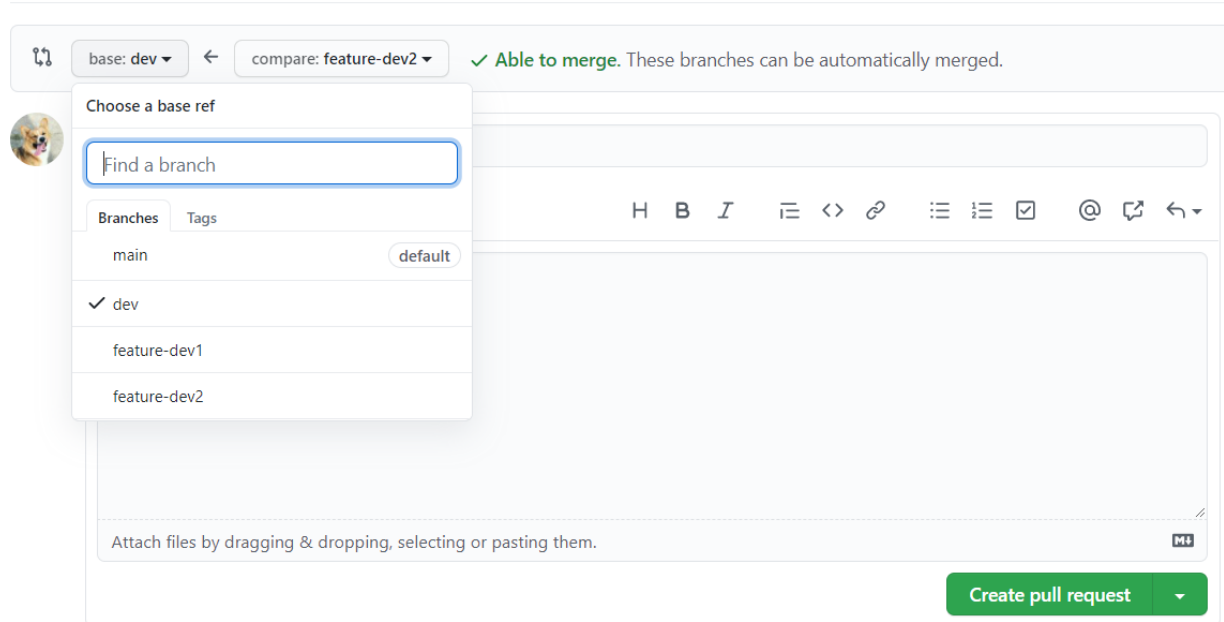 base: dev compare: feature-dev2 Able to merge. These branches can be automatically merged.
Choose a base ref
Find a branch
Branches Tags
main default
dev
feature-dev1
feature-dev2
Attach files by dragging & dropping, selecting or pasting them.
Create pull request